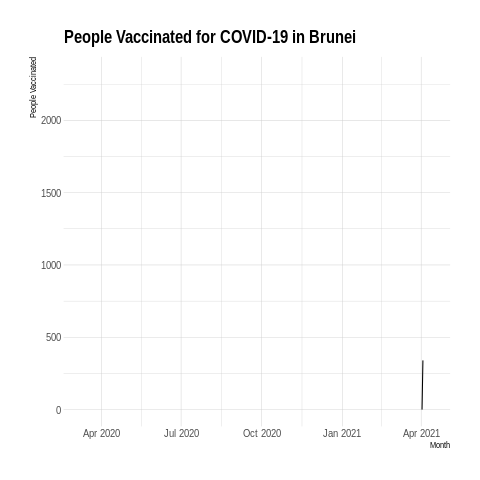 People Vaccinated for COVID-19 in Brunei
People Vaccinated
2000
1500
1000
500
0
Apr 2020 Jul 2020 Oct 2020 Jan 2021 Apr 2021
Month